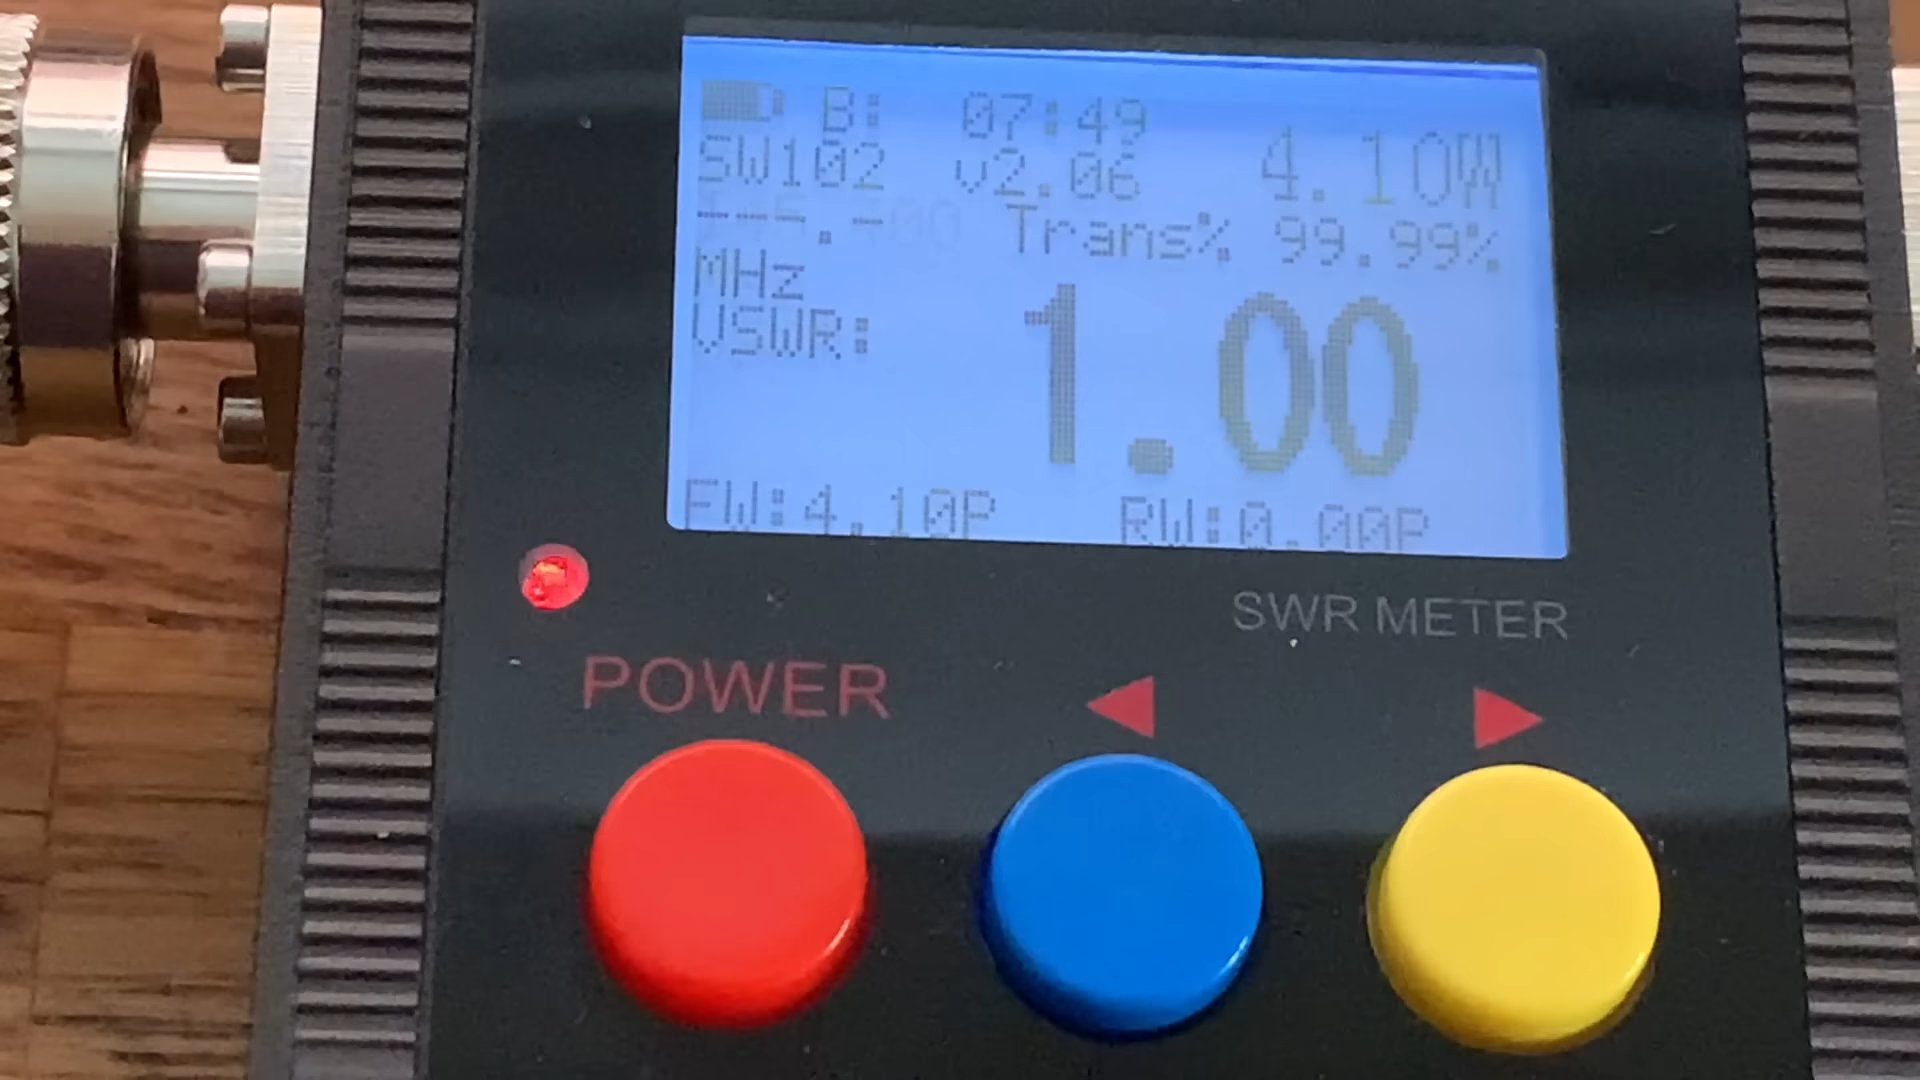 B: 07:49
SW102 v2.06 4.10W
Trans% 99.99%
MHz
VSWR: 1.00
FW:4.10P RW:0.00P
SWR METER
POWER